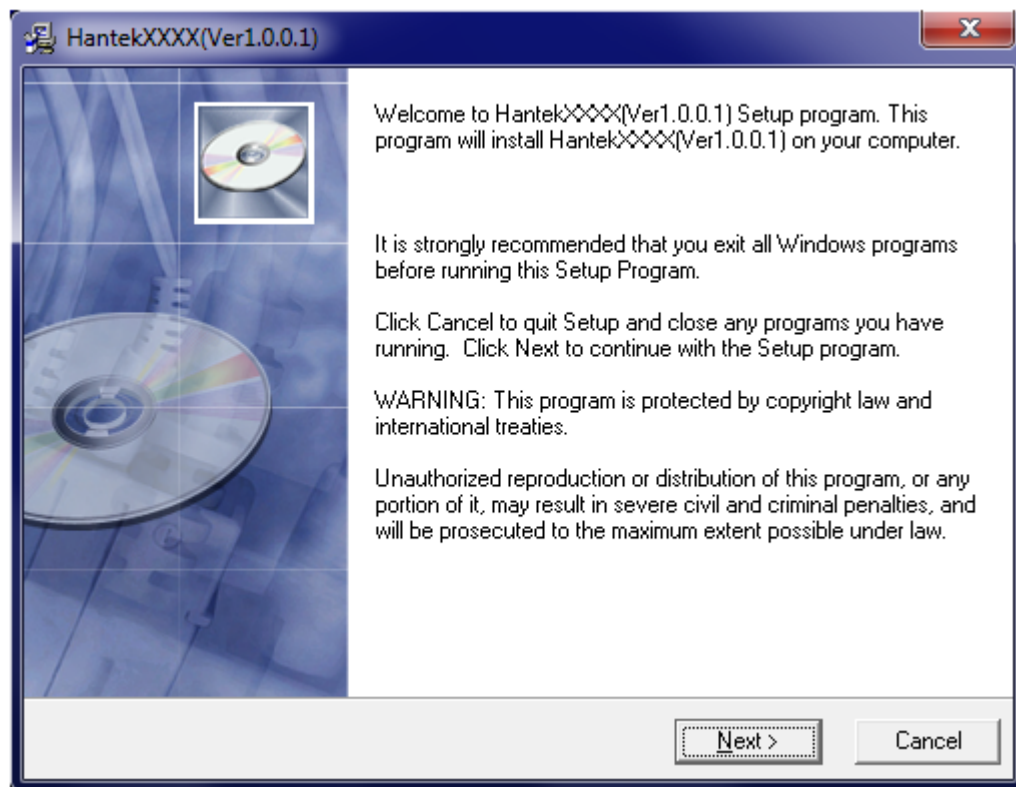 HantekXXXX(Ver1.0.0.1)
Welcome to HantekXXXX(Ver1.0.0.1) Setup program. This
program will install HantekXXXX(Ver1.0.0.1) on your computer.
It is strongly recommended that you exit all Windows programs
before running this Setup Program.
Click Cancel to quit Setup and close any programs you have
running.  Click Next to continue with the Setup program.
WARNING: This program is protected by copyright law and
international treaties.
Unauthorized reproduction or distribution of this program, or any
portion of it, may result in severe civil and criminal penalties, and
will be prosecuted to the maximum extent possible under law.
Next > Cancel